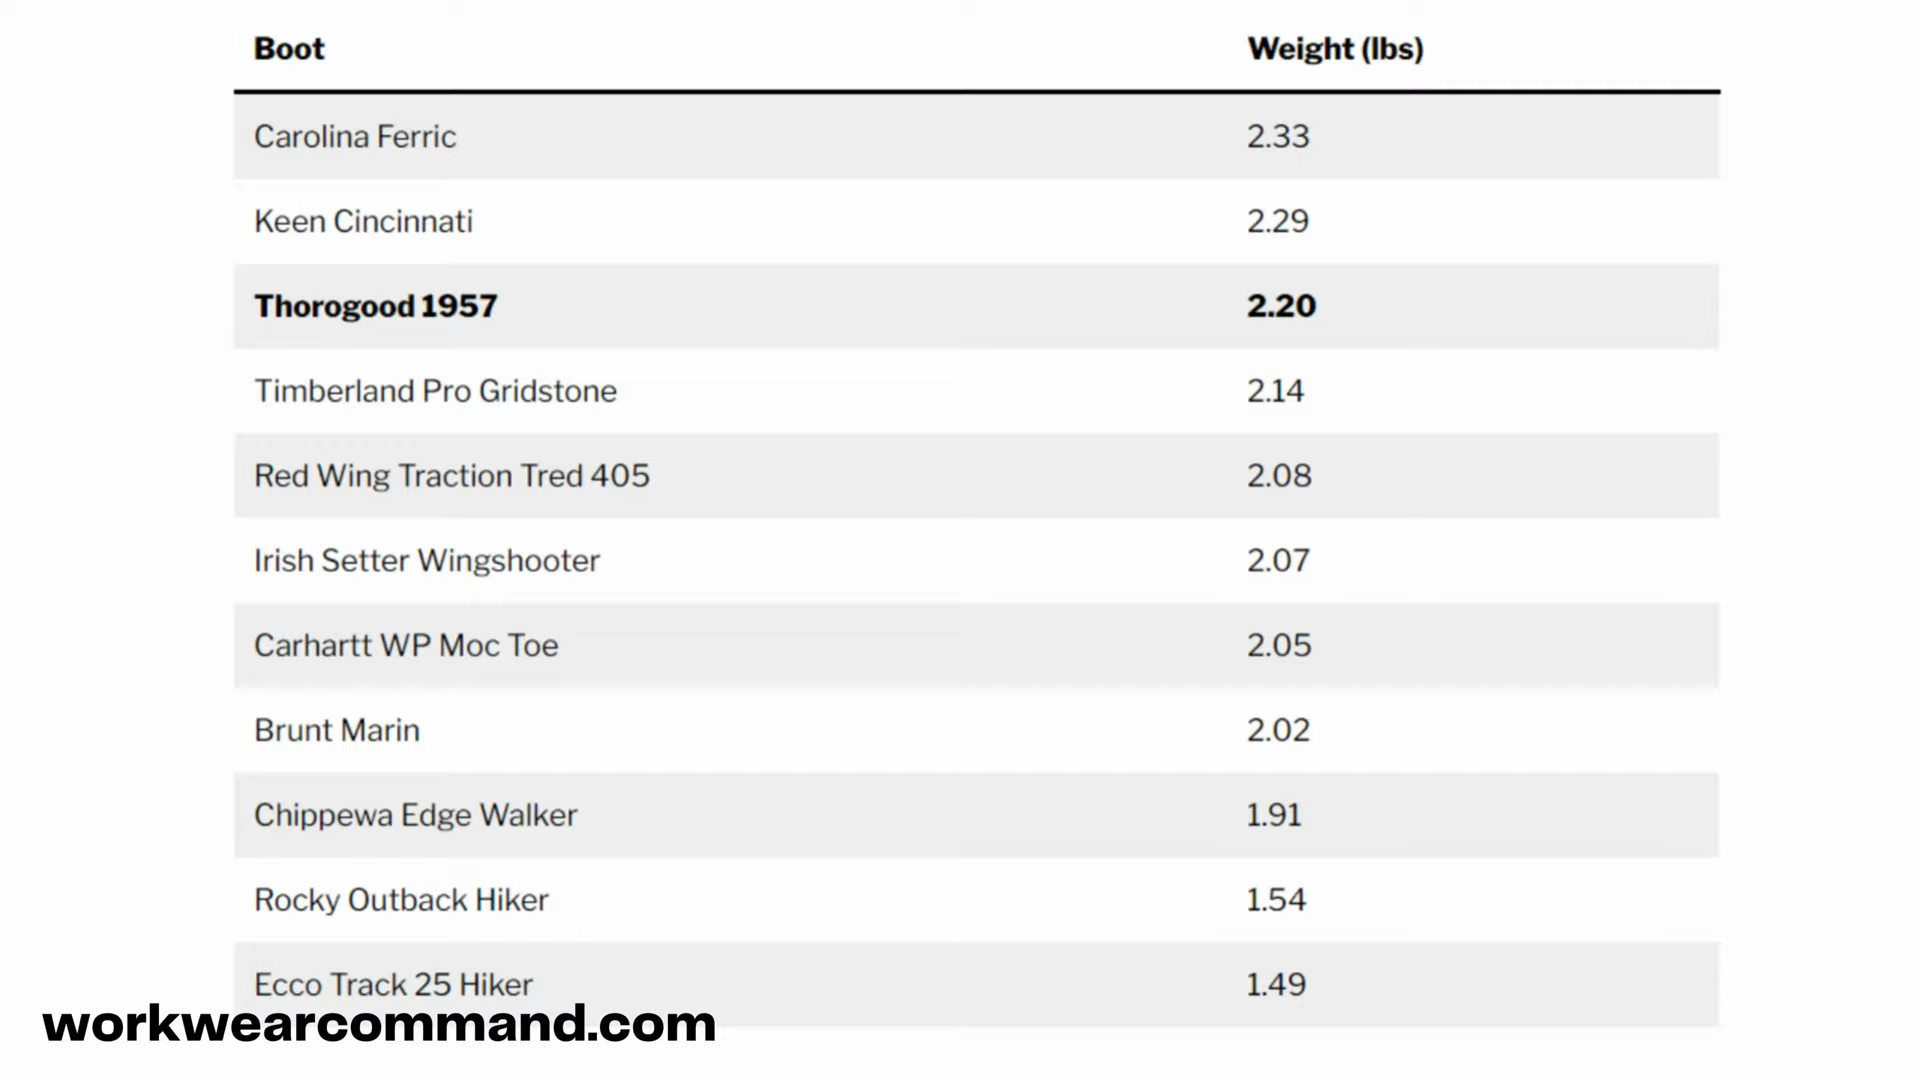 Boot Weight (lbs)
Carolina Ferric 2.33
Keen Cincinnati 2.29
Thorogood 1957 2.20
Timberland Pro Gridstone 2.14
Red Wing Traction Tred 405 2.08
Irish Setter Wingshooter 2.07
Carhartt WP Moc Toe 2.05
Brunt Marin 2.02
Chippewa Edge Walker 1.91
Rocky Outback Hiker 1.54
Ecco Track 25 Hiker 1.49
workwearcommand.com